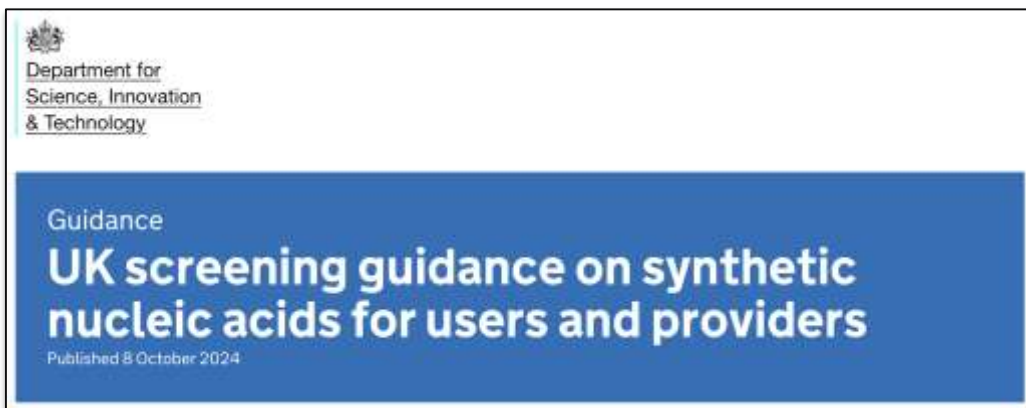 Department for
Science, Innovation
& Technology
Guidance
UK screening guidance on synthetic
nucleic acids for users and providers
Published 8 October 2024